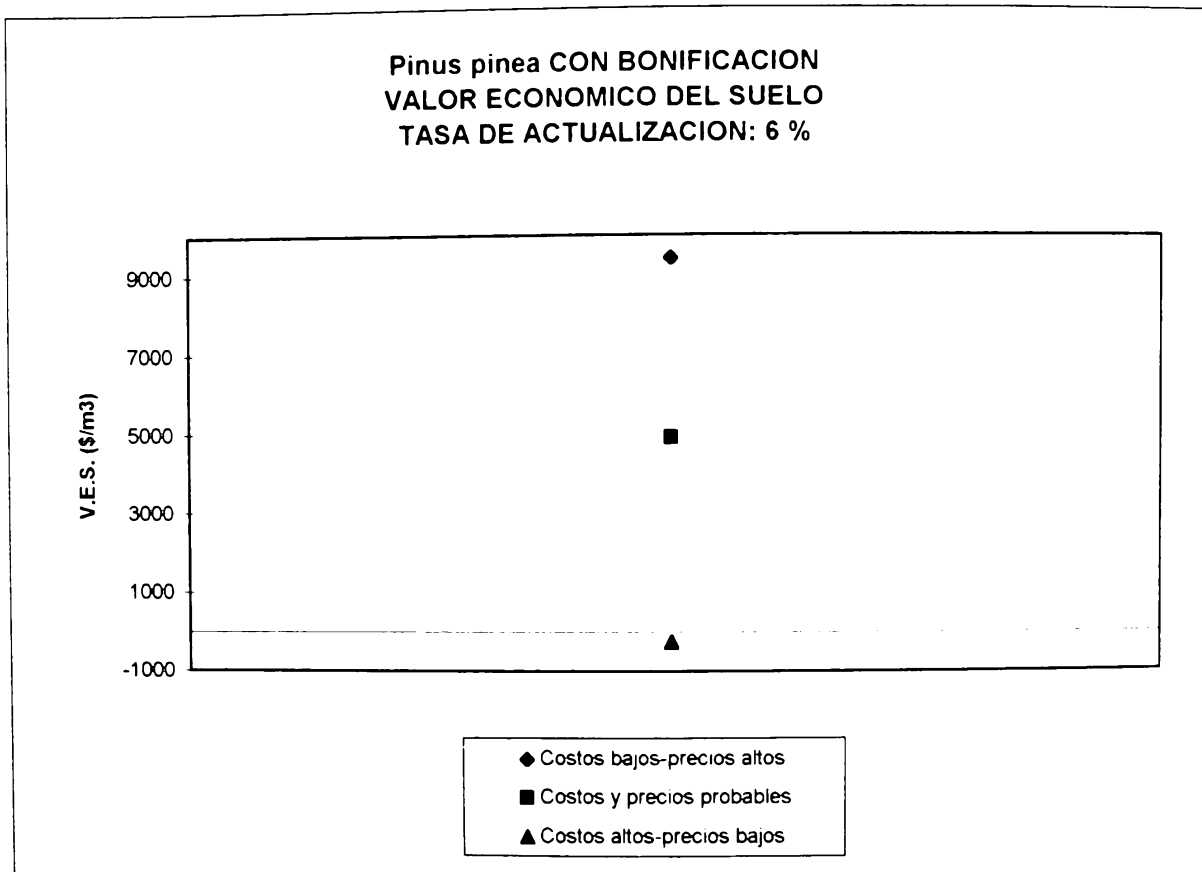 Pinus pinea CON BONIFICACION
VALOR ECONOMICO DEL SUELO
TASA DE ACTUALIZACION: 6 %
V.E.S. ($/m3)
9000
7000
5000
3000
1000
-1000
Costos bajos-precios altos
Costos y precios probables
Costos altos-precios bajos